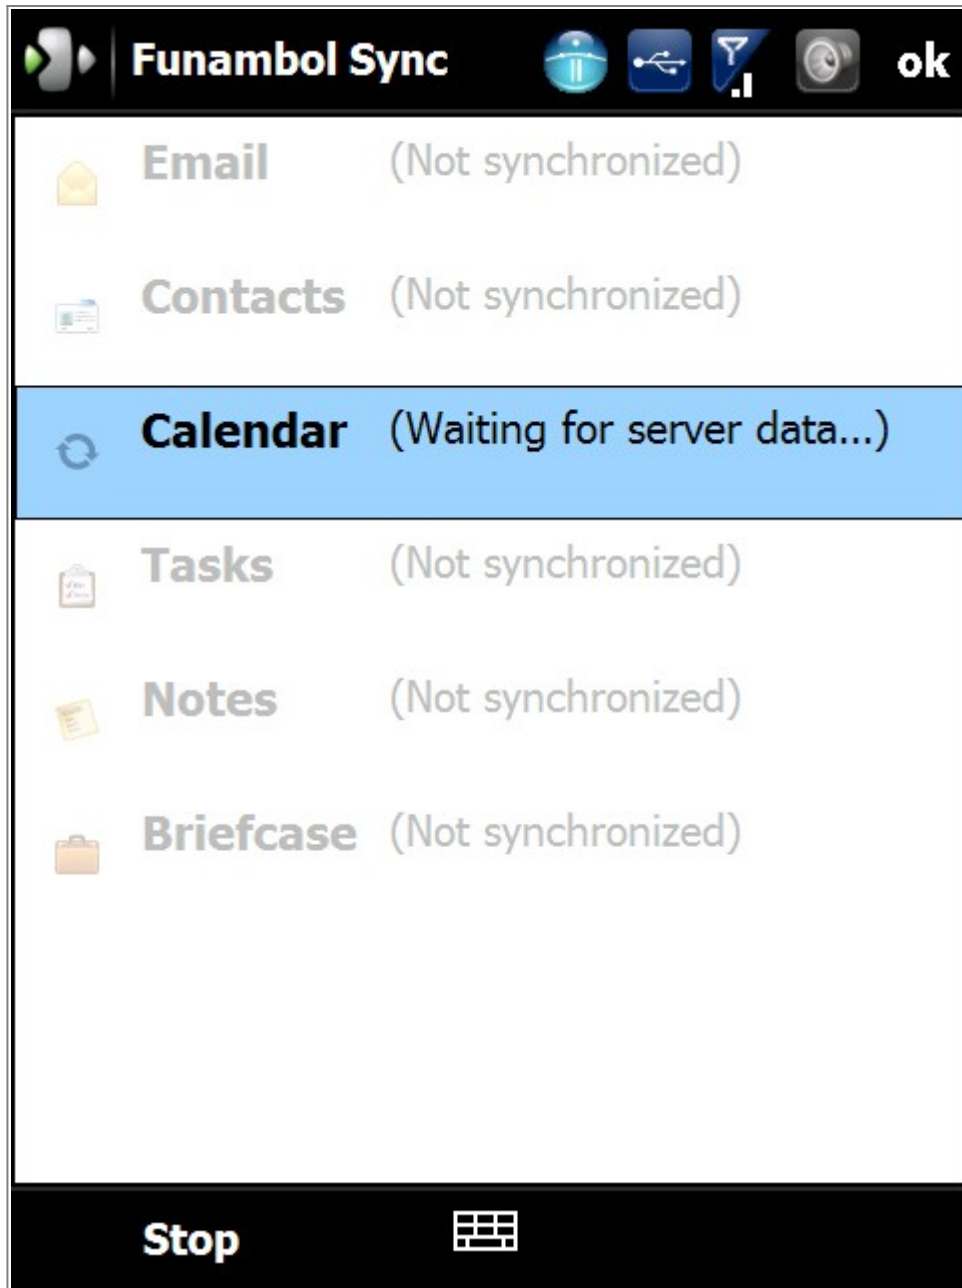 Funambol Sync ok
Email (Not synchronized)
Contacts (Not synchronized)
Calendar (Waiting for server data...)
Tasks (Not synchronized)
Notes (Not synchronized)
Briefcase (Not synchronized)
Stop